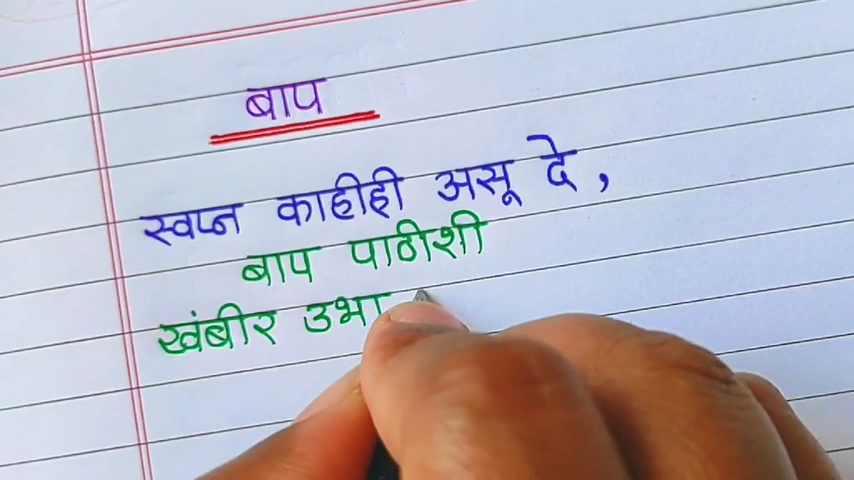 बाप
स्वप्न काहीही असू दे,
बाप पाठीशी
खंबीर उभा